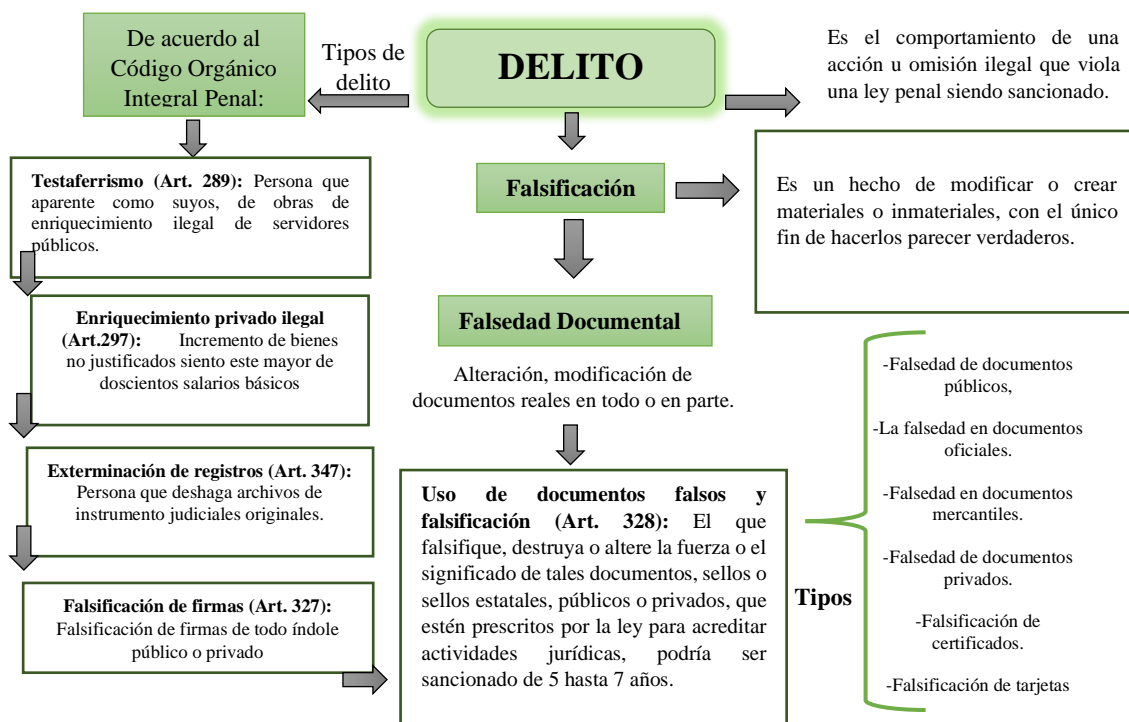 De acuerdo al
Código Orgánico
Integral Penal:
Tipos de
delito
DELITO
Es el comportamiento de una
acción u omisión ilegal que viola
una ley penal siendo sancionado.
Testaferrismo (Art. 289): Persona que
aparente como suyos, de obras de
enriquecimiento ilegal de servidores
públicos.
Falsificación
Es un hecho de modificar o crear
materiales o inmateriales, con el único
fin de hacerlos parecer verdaderos.
Enriquecimiento privado ilegal
(Art.297): Incremento de bienes
no justificados siento este mayor de
doscientos salarios básicos
Falsedad Documental
Alteración, modificación de
documentos reales en todo o en parte.
Exterminación de registros (Art. 347):
Persona que deshaga archivos de
instrumento judiciales originales.
Falsificación de firmas (Art. 327):
Falsificación de firmas de todo índole
público o privado
Uso de documentos falsos y
falsificación (Art. 328): El que
falsifique, destruya o altere la fuerza o el
significado de tales documentos, sellos o
sellos estatales, públicos o privados, que
estén prescritos por la ley para acreditar
actividades jurídicas, podría ser
sancionado de 5 hasta 7 años.
Tipos
-Falsedad de documentos
públicos,
-La falsedad en documentos
oficiales.
-Falsedad en documentos
mercantiles.
-Falsedad de documentos
privados.
-Falsificación de
certificados.
-Falsificación de tarjetas